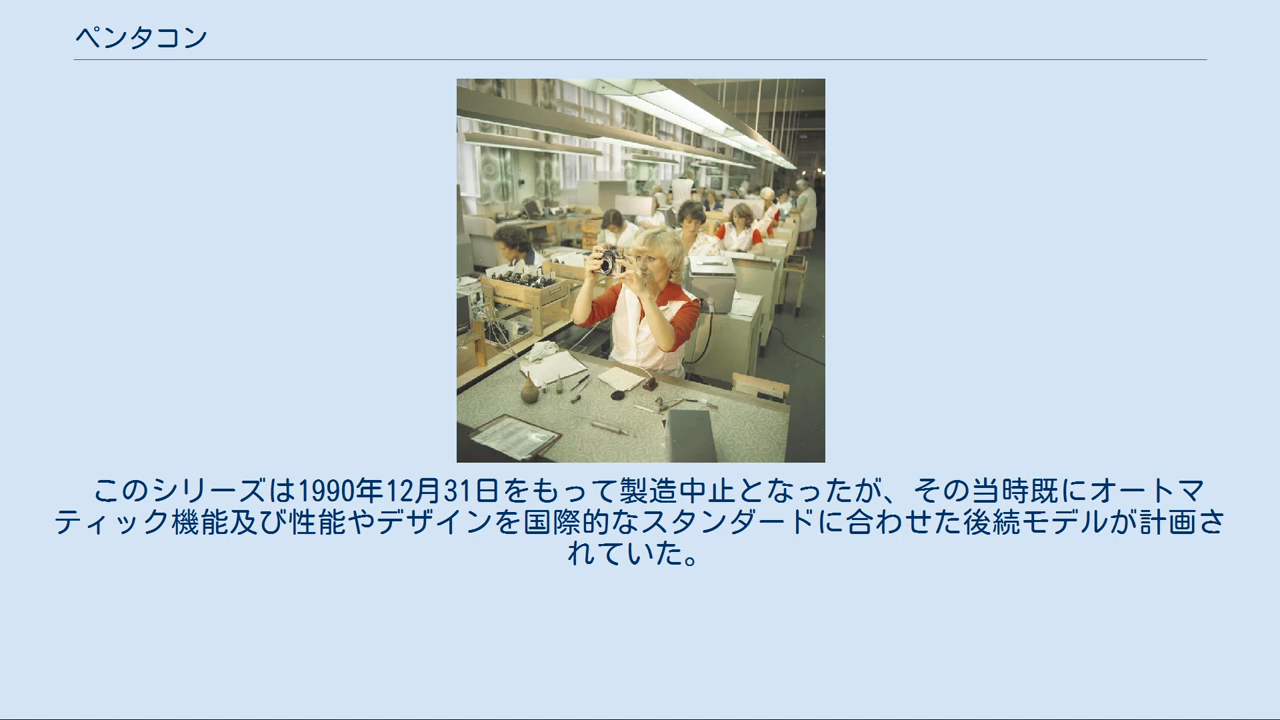 ペンタコン
このシリーズは1990年12月31日をもって製造中止となったが、その当時既にオートマ
ティック機能及び性能やデザインを国際的なスタンダードに合わせた後続モデルが計画さ
れていた。